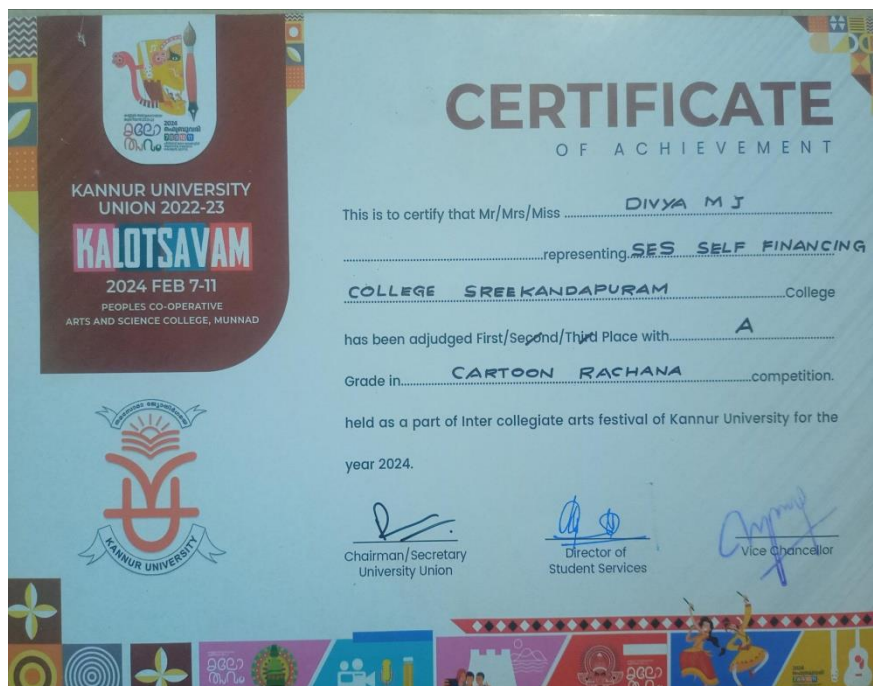 2024
KANNUR UNIVERSITY
UNION 2022-23
KALOTSAVAM
2024 FEB 7-11
PEOPLES CO-OPERATIVE
ARTS AND SCIENCE COLLEGE, MUNNAD
KANNUR UNIVERSITY
CERTIFICATE
OF ACHIEVEMENT
This is to certify that Mr/Mrs/Miss DIVYA M J
representing SES SELF FINANCING
COLLEGE SREEKANDAPURAM College
has been adjudged First/Second/Third Place with A
Grade in CARTOON RACHANA competition.
held as a part of Inter collegiate arts festival of Kannur University for the
year 2024.
Chairman/Secretary
University Union
Director of
Student Services
Vice Chancellor